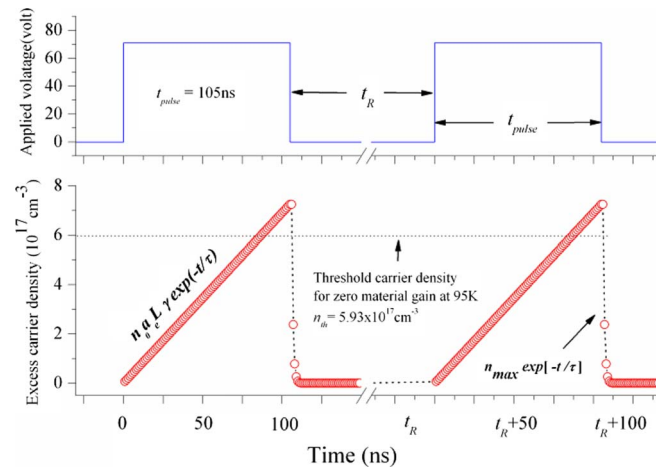 80
60
40
20
0
Applied volatage(volt)
t_pulse = 105ns
t_R
t_pulse
8
6
4
2
0
Excess carrier density (10^17 cm^-3)
n_0 a_e L γ exp(-t/τ)
Threshold carrier density
for zero material gain at 95K
n_th = 5.93x10^17 cm^-3
n_max exp[-t/τ]
0 50 100 t_R t_R+50 t_R+100
Time (ns)